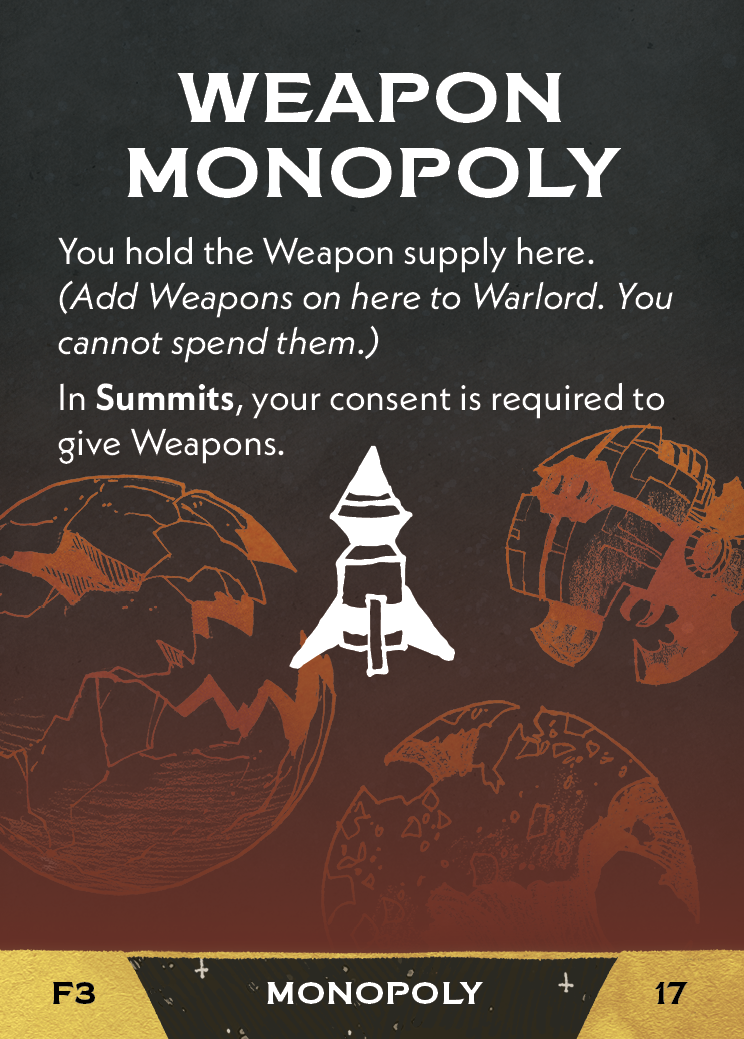 WEAPON
MONOPOLY
You hold the Weapon supply here.
(Add Weapons on here to Warlord. You
cannot spend them.)
In Summits, your consent is required to
give Weapons.
F3
MONOPOLY
17